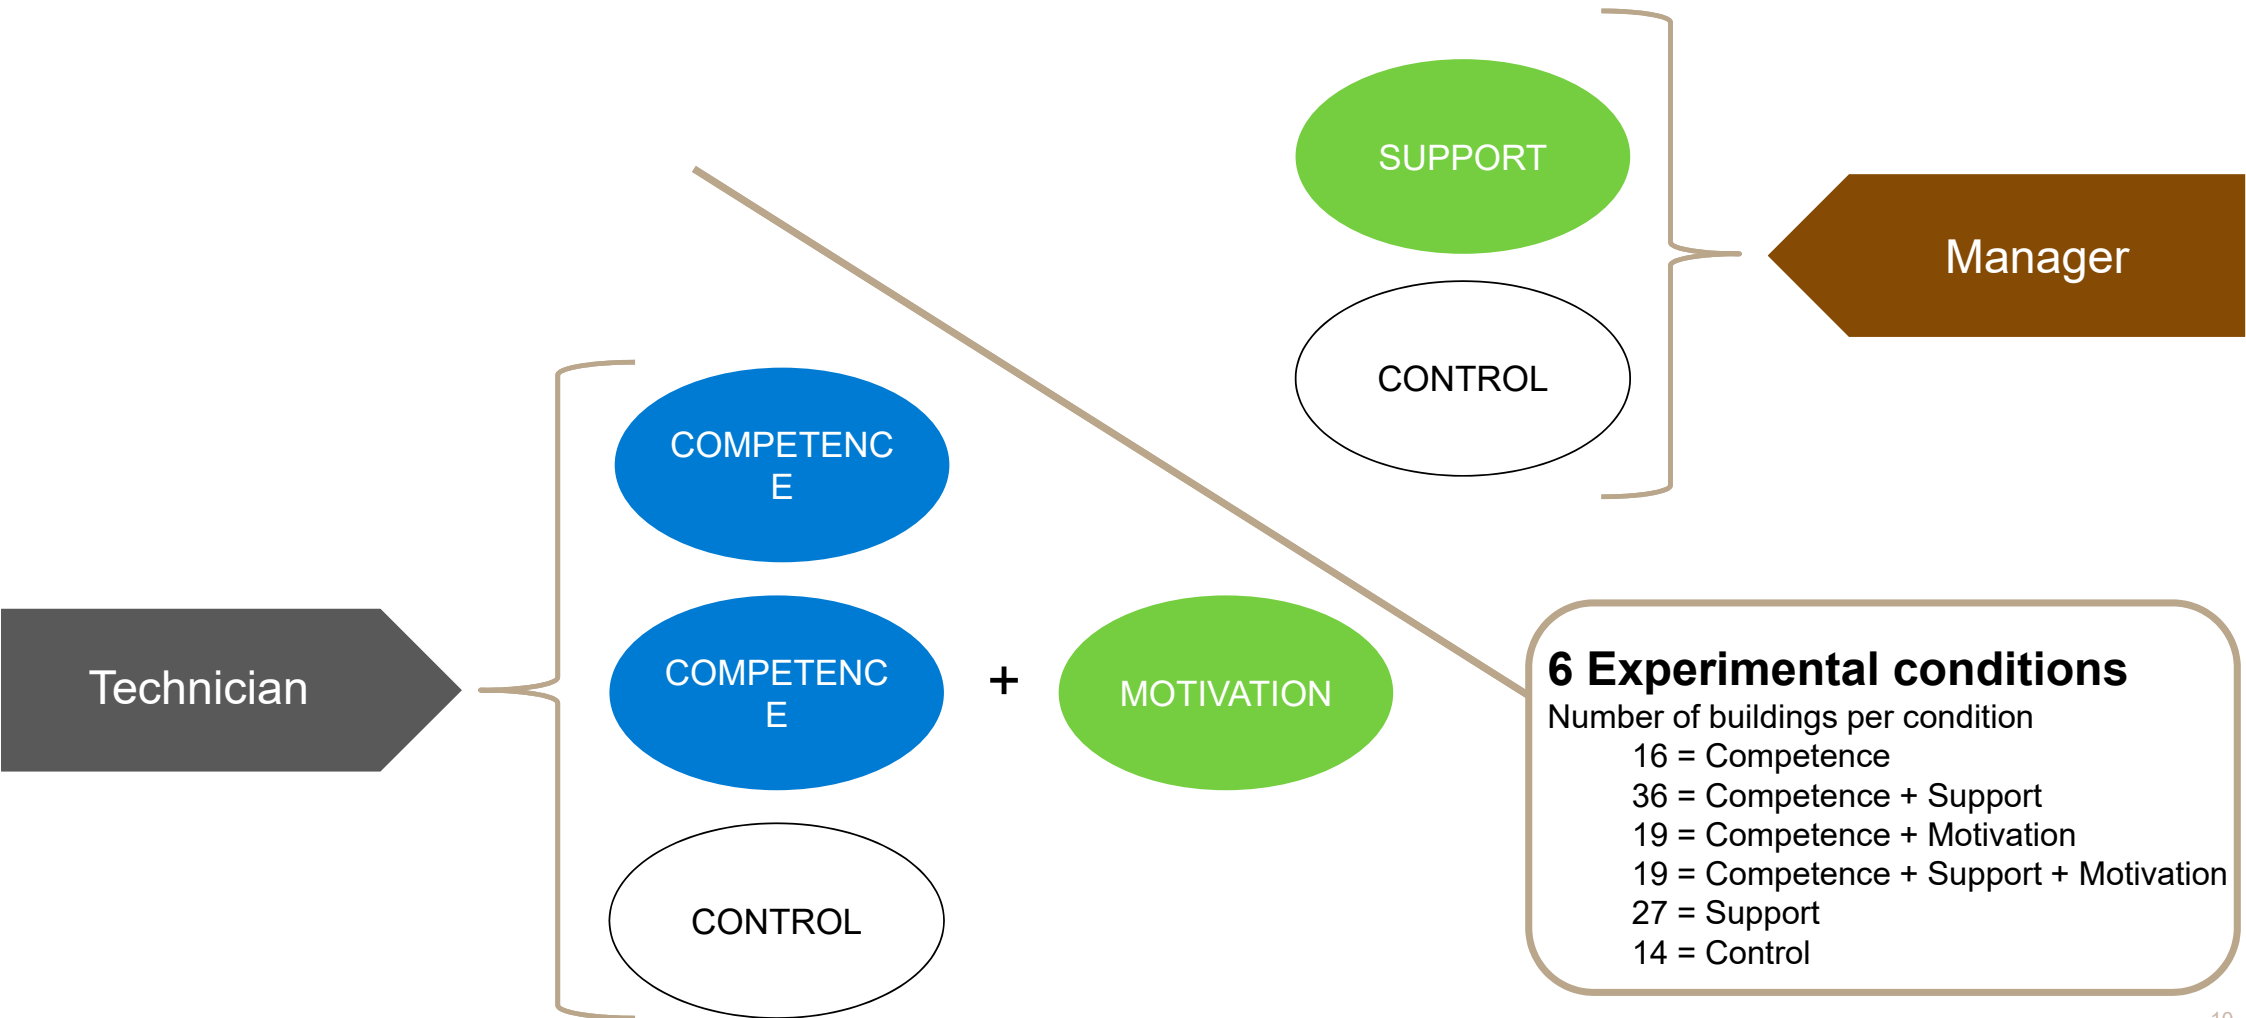 SUPPORT
Manager
CONTROL
COMPETENC
E
Technician
COMPETENC
E
+
MOTIVATION
CONTROL
6 Experimental conditions
Number of buildings per condition
16 = Competence
36 = Competence + Support
19 = Competence + Motivation
19 = Competence + Support + Motivation
27 = Support
14 = Control